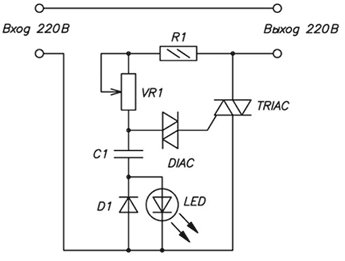 Вход 220В
Выход 220В
R1
VR1
TRIAC
C1
DIAC
D1
LED